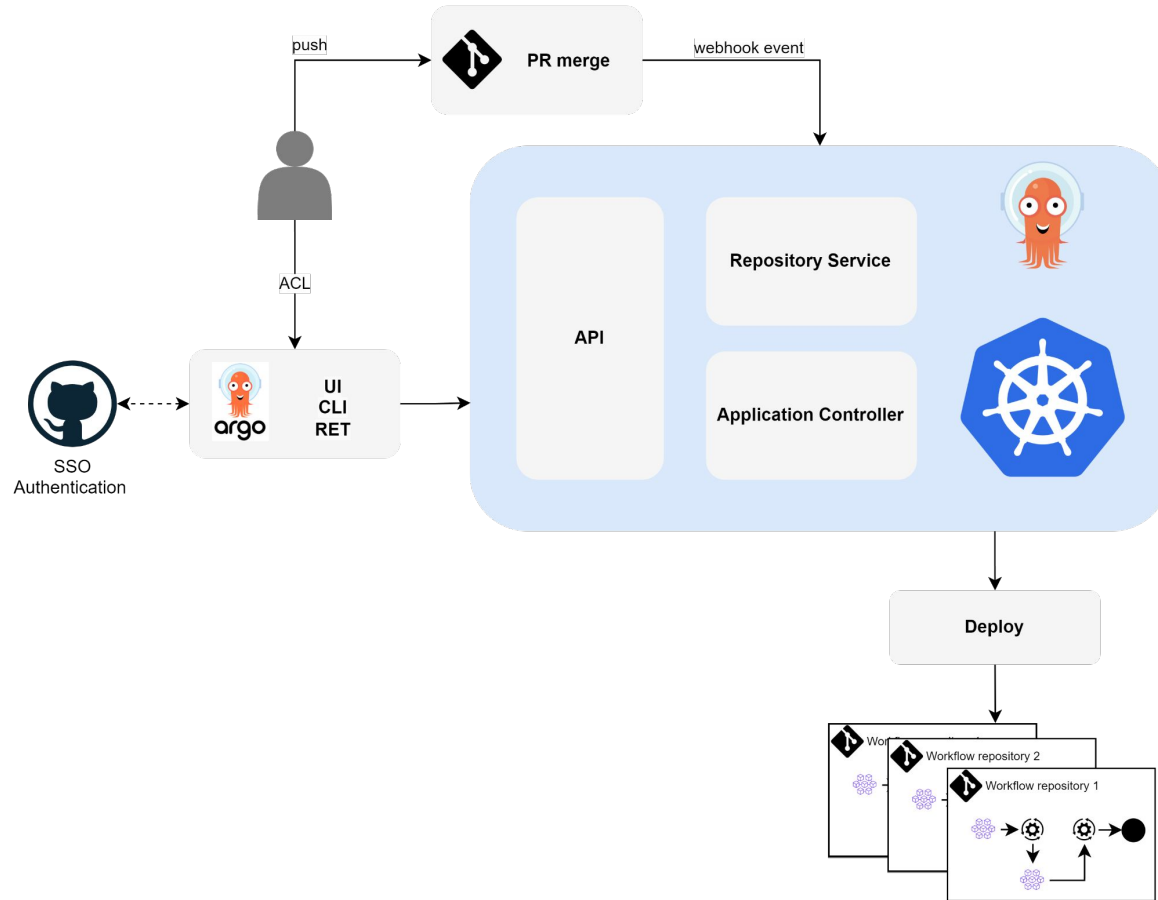 push
PR merge
webhook event
ACL
API
Repository Service
Application Controller
argo
UI
CLI
RET
SSO
Authentication
Deploy
Workflow repository 2
Workflow repository 1